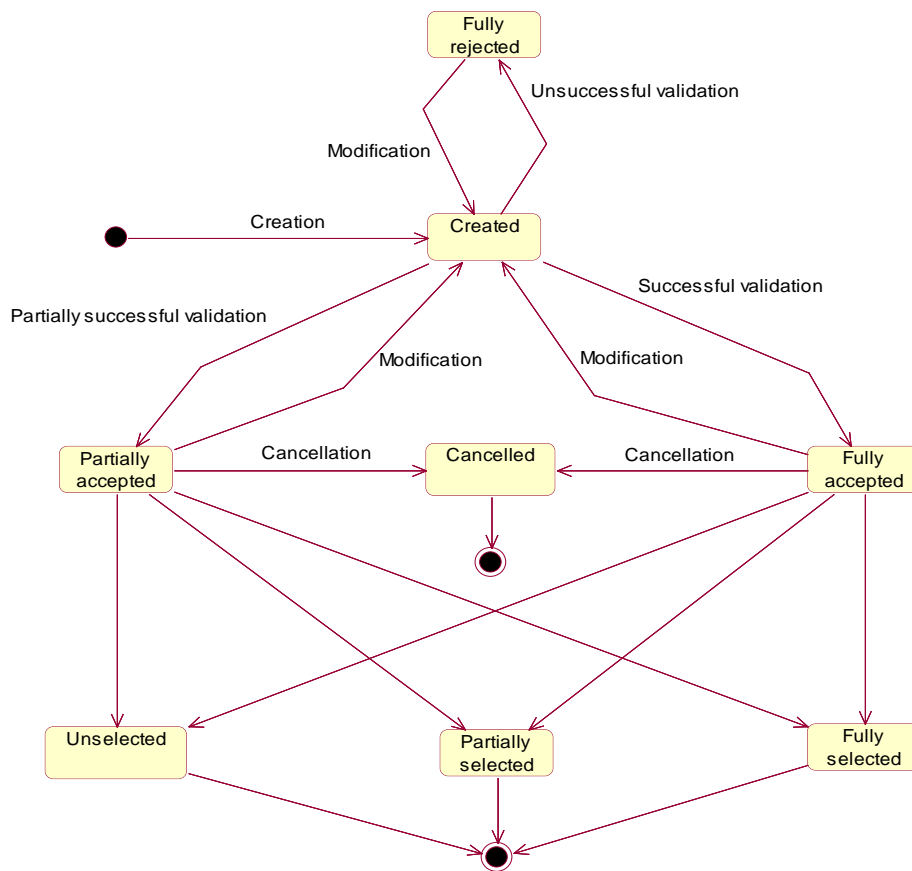 Fully
rejected
Unsuccessful validation
Modification
Creation
Created
Successful validation
Partially successful validation
Modification
Modification
Partially
accepted
Cancellation
Cancelled
Cancellation
Fully
accepted
Unselected
Partially
selected
Fully
selected